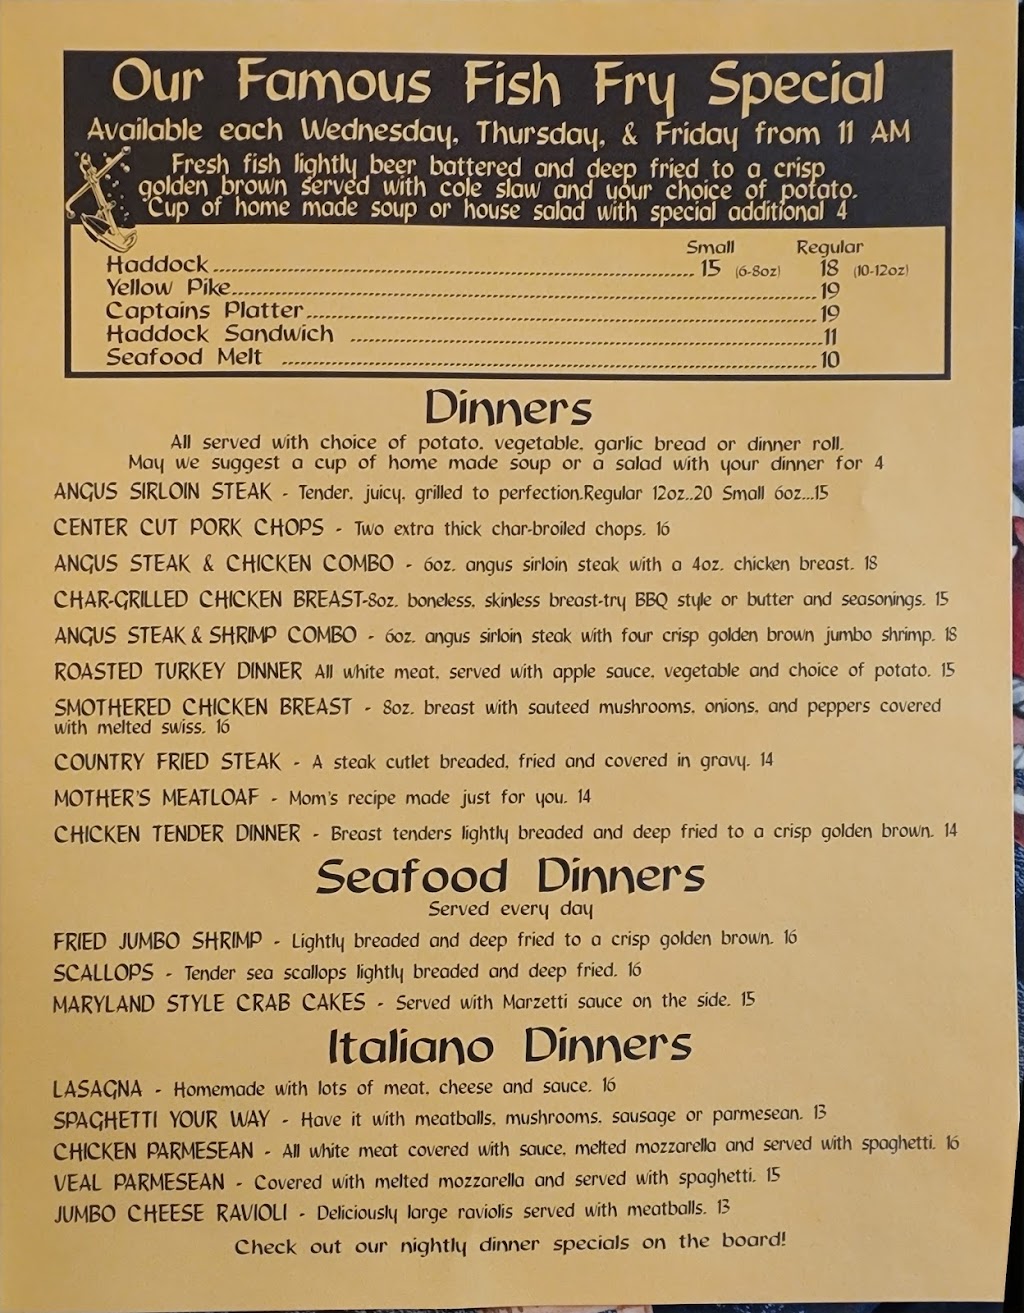 Our Famous Fish Fry Special
Available each Wednesday, Thursday, & Friday from 11 AM
Fresh fish lightly beer battered and deep fried to a crisp
golden brown served with cole slaw and your choice of potato.
Cup of home made soup or house salad with special additional 4
Small Regular
Haddock 15 (6-8oz) 18 (10-12oz)
Yellow Pike 19
Captains Platter 19
Haddock Sandwich 11
Seafood Melt 10
Dinners
All served with choice of potato, vegetable, garlic bread or dinner roll.
May we suggest a cup of home made soup or a salad with your dinner for 4
ANGUS SIRLOIN STEAK - Tender, juicy, grilled to perfection.Regular 12oz..20 Small 6oz...15
CENTER CUT PORK CHOPS - Two extra thick char-broiled chops. 16
ANGUS STEAK & CHICKEN COMBO - 6oz. angus sirloin steak with a 4oz. chicken breast. 18
CHAR-GRILLED CHICKEN BREAST-8oz. boneless, skinless breast-try BBQ style or butter and seasonings. 15
ANGUS STEAK & SHRIMP COMBO - 6oz. angus sirloin steak with four crisp golden brown jumbo shrimp. 18
ROASTED TURKEY DINNER All white meat, served with apple sauce, vegetable and choice of potato. 15
SMOTHERED CHICKEN BREAST - 8oz. breast with sauteed mushrooms, onions, and peppers covered
with melted swiss. 16
COUNTRY FRIED STEAK - A steak cutlet breaded, fried and covered in gravy. 14
MOTHER'S MEATLOAF - Mom's recipe made just for you. 14
CHICKEN TENDER DINNER - Breast tenders lightly breaded and deep fried to a crisp golden brown. 14
Seafood Dinners
Served every day
FRIED JUMBO SHRIMP - Lightly breaded and deep fried to a crisp golden brown. 16
SCALLOPS - Tender sea scallops lightly breaded and deep fried. 16
MARYLAND STYLE CRAB CAKES - Served with Marzetti sauce on the side. 15
Italiano Dinners
LASAGNA - Homemade with lots of meat, cheese and sauce. 16
SPAGHETTI YOUR WAY - Have it with meatballs, mushrooms, sausage or parmesean. 13
CHICKEN PARMESEAN - All white meat covered with sauce, melted mozzarella and served with spaghetti. 16
VEAL PARMESEAN - Covered with melted mozzarella and served with spaghetti. 15
JUMBO CHEESE RAVIOLI - Deliciously large raviolis served with meatballs. 13
Check out our nightly dinner specials on the board!